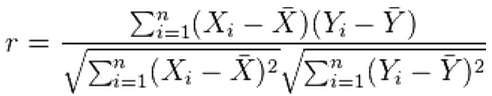 r = \frac{\sum_{i=1}^{n}(X_i - \bar{X})(Y_i - \bar{Y})}{\sqrt{\sum_{i=1}^{n}(X_i - \bar{X})^2}\sqrt{\sum_{i=1}^{n}(Y_i - \bar{Y})^2}}